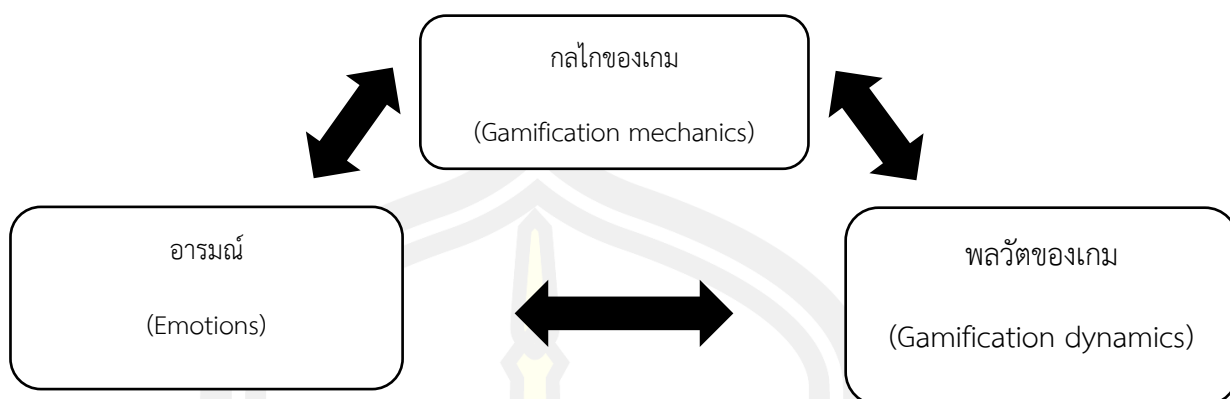 กลไกของเกม
(Gamification mechanics)
อารมณ์
(Emotions)
พลวัตของเกม
(Gamification dynamics)